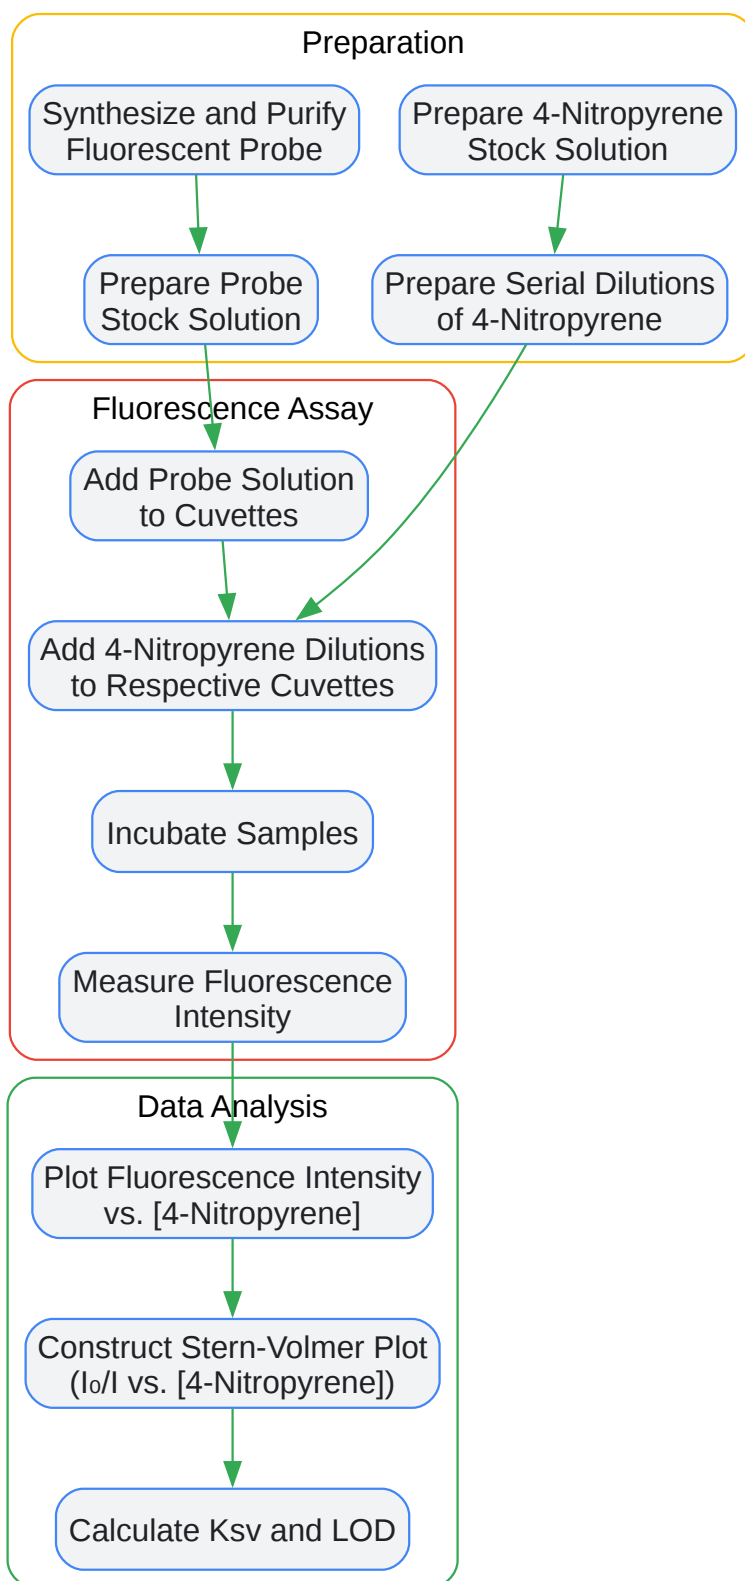 Preparation
Synthesize and Purify
Fluorescent Probe
Prepare 4-Nitropyrene
Stock Solution
Prepare Probe
Stock Solution
Prepare Serial Dilutions
of 4-Nitropyrene
Fluorescence Assay
Add Probe Solution
to Cuvettes
Add 4-Nitropyrene Dilutions
to Respective Cuvettes
Incubate Samples
Measure Fluorescence
Intensity
Data Analysis
Plot Fluorescence Intensity
vs. [4-Nitropyrene]
Construct Stern-Volmer Plot
(I₀/I vs. [4-Nitropyrene])
Calculate Ksv and LOD